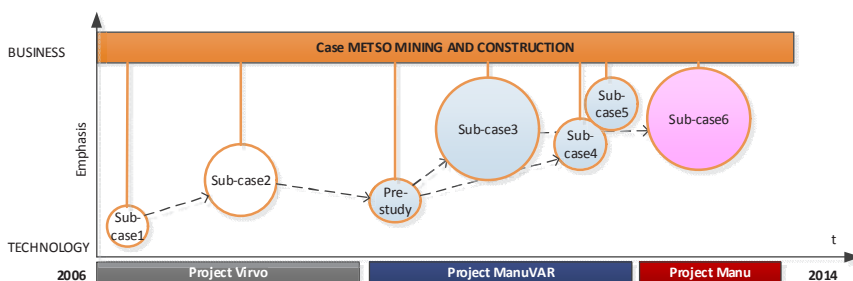 BUSINESS
Case METSO MINING AND CONSTRUCTION
Emphasis
Sub-
case1
Sub-case2
Pre-
study
Sub-case3
Sub-
case4
Sub-
case5
Sub-case6
TECHNOLOGY
t
2006
Project Virvo
Project ManuVAR
Project Manu
2014